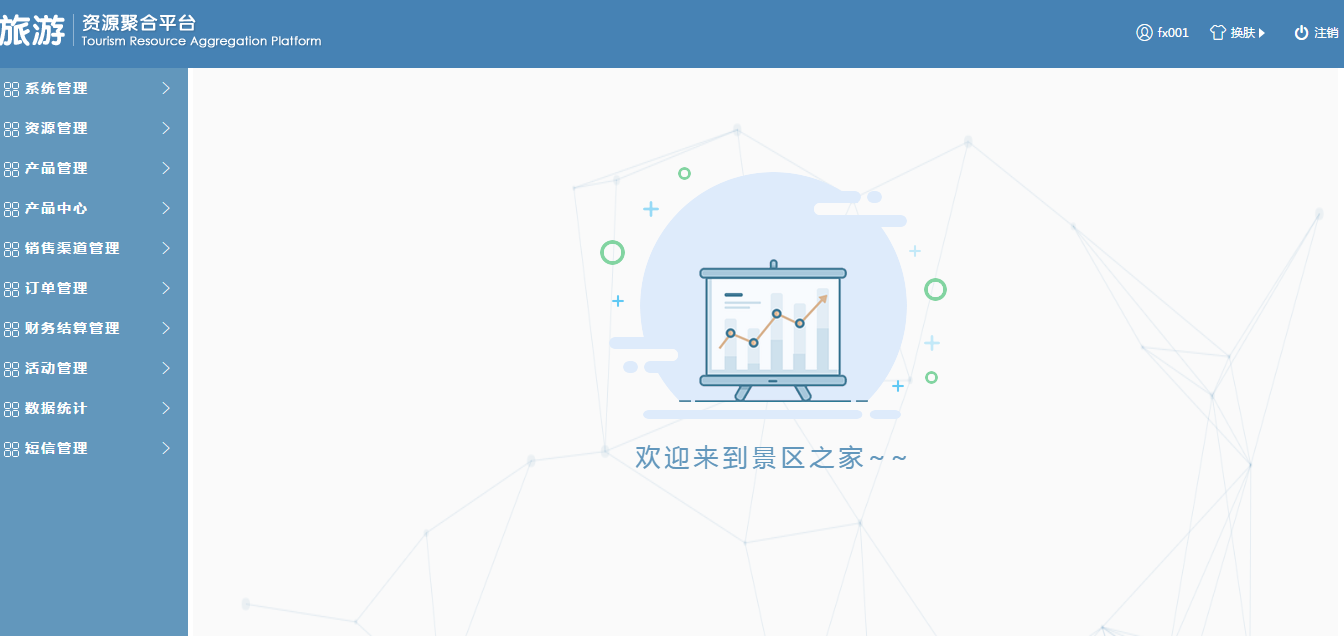 旅游
资源聚合平台
Tourism Resource Aggregation Platform
fx001
换肤
注销
系统管理
资源管理
产品管理
产品中心
销售渠道管理
订单管理
财务结算管理
活动管理
数据统计
短信管理
欢迎来到景区之家~~